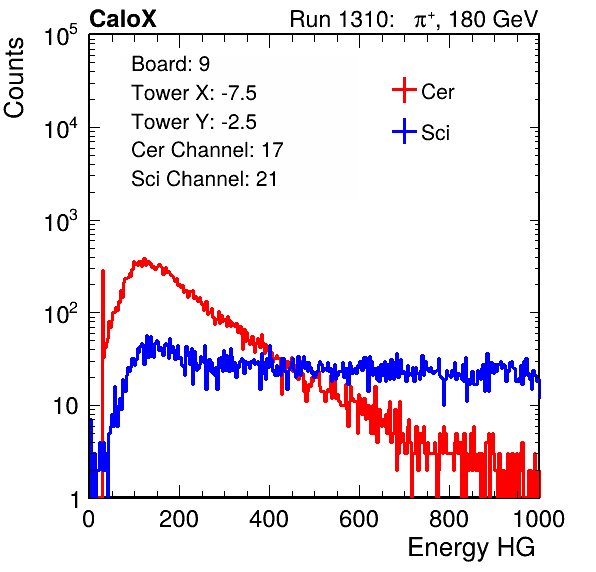 CaloX Run 1310: π⁺, 180 GeV
Counts
10⁵
10⁴
10³
10²
10
1
Board: 9
Tower X: -7.5
Tower Y: -2.5
Cer Channel: 17
Sci Channel: 21
Cer
Sci
0 200 400 600 800 1000
Energy HG